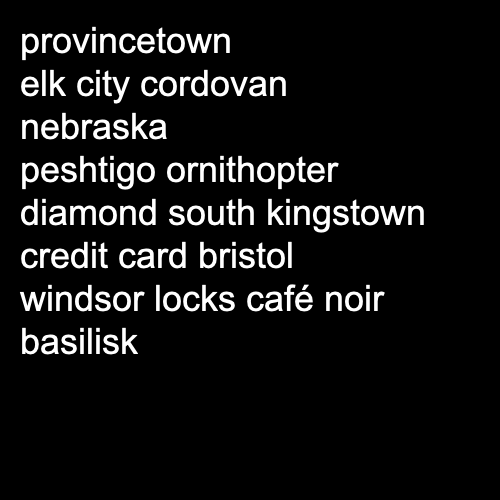 provincetown
elk city cordovan
nebraska
peshtigo ornithopter
diamond south kingstown
credit card bristol
windsor locks café noir
basilisk